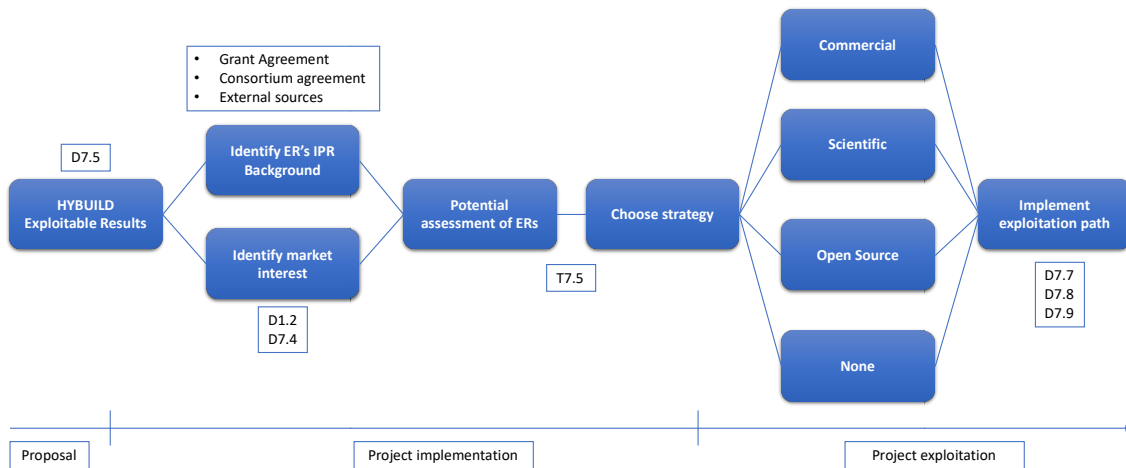 • Grant Agreement
• Consortium agreement
• External sources
D7.5
HYBUILD
Exploitable Results
Identify ER's IPR
Background
Identify market
interest
D1.2
D7.4
Potential
assessment of ERs
T7.5
Choose strategy
Commercial
Scientific
Open Source
None
Implement
exploitation path
D7.7
D7.8
D7.9
Proposal
Project implementation
Project exploitation